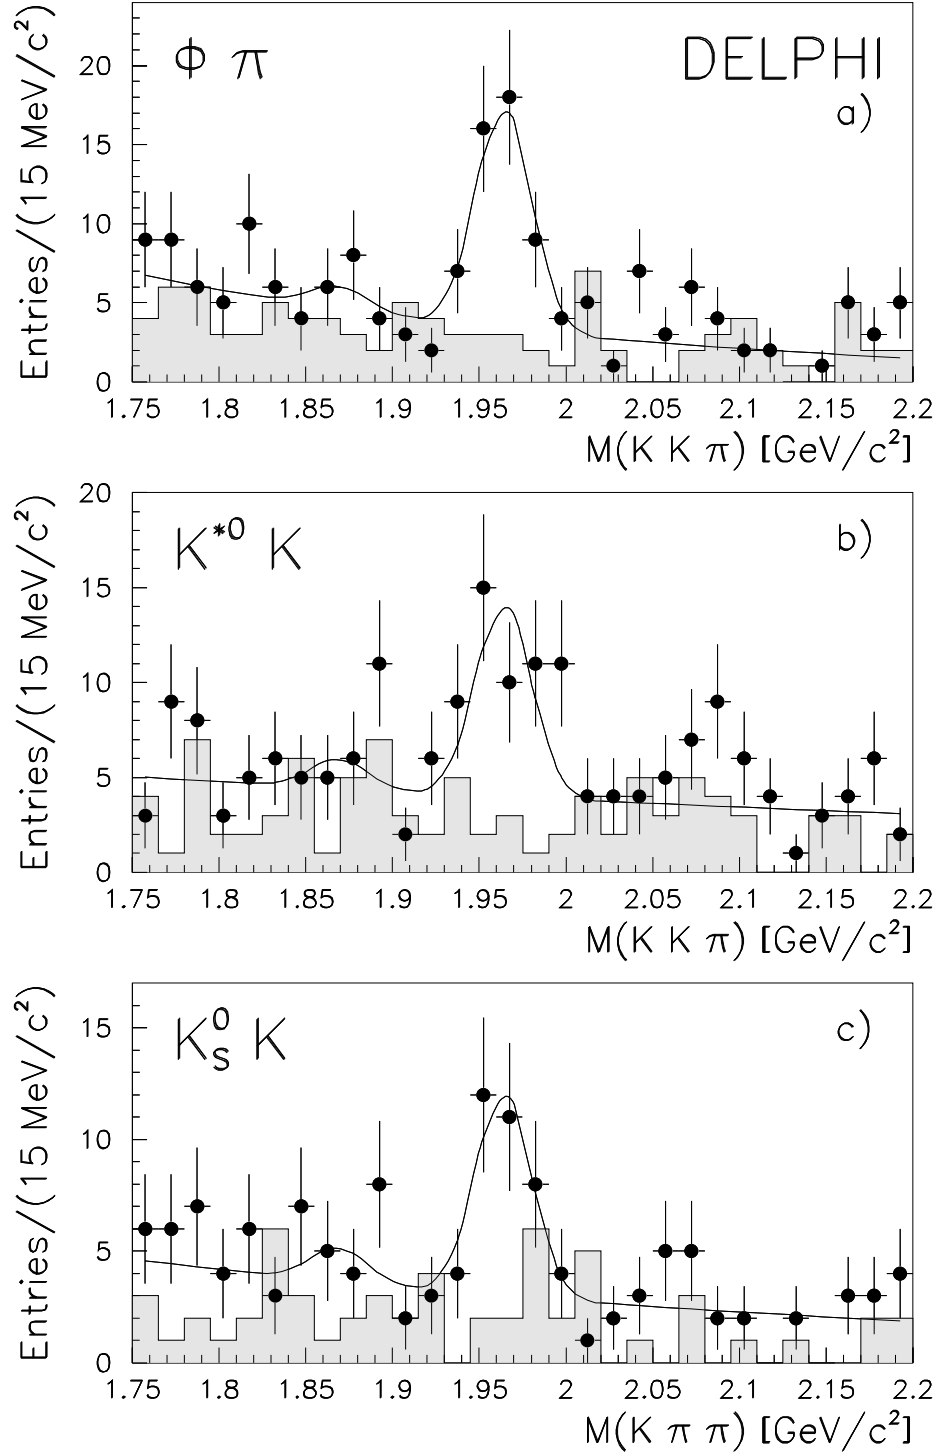 Φ π
DELPHI
a)
Entries/(15 MeV/c²)
20
15
10
5
0
1.75 1.8 1.85 1.9 1.95 2 2.05 2.1 2.15 2.2
M(K K π) [GeV/c²]
K*⁰ K
b)
Entries/(15 MeV/c²)
20
15
10
5
0
1.75 1.8 1.85 1.9 1.95 2 2.05 2.1 2.15 2.2
M(K K π) [GeV/c²]
K⁰S K
c)
Entries/(15 MeV/c²)
15
10
5
0
1.75 1.8 1.85 1.9 1.95 2 2.05 2.1 2.15 2.2
M(K π π) [GeV/c²]